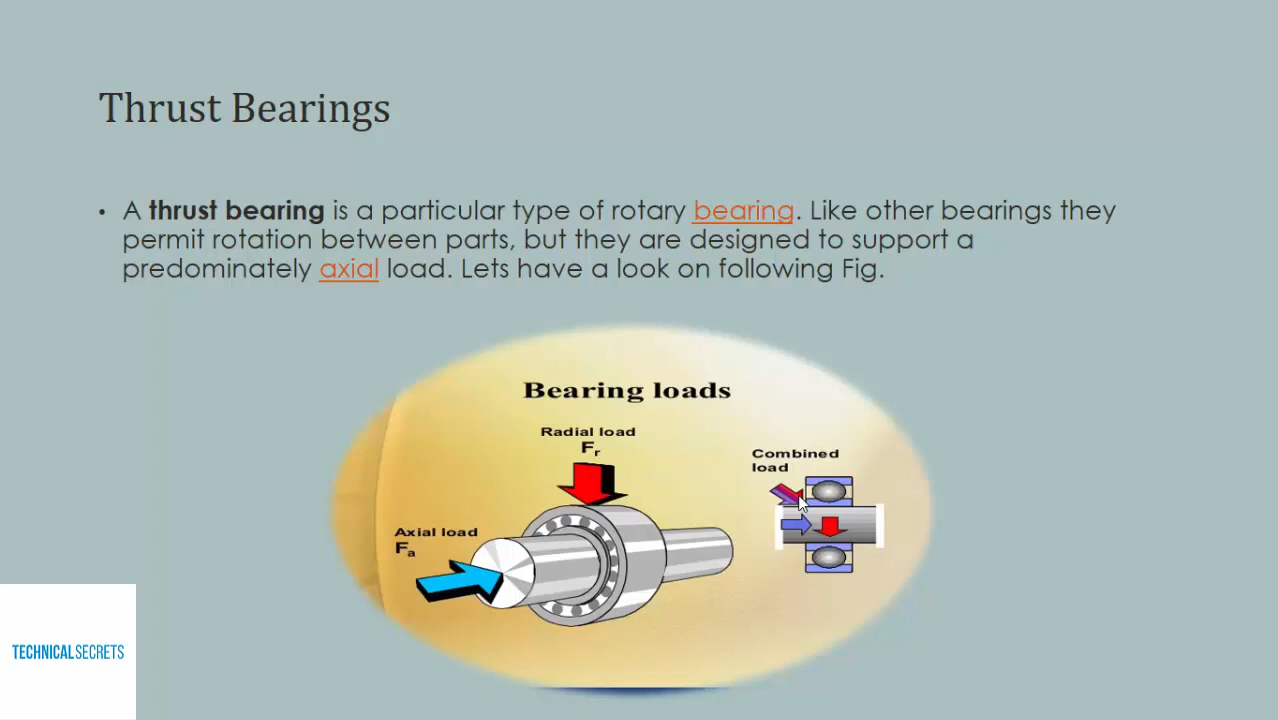 Thrust Bearings
• A thrust bearing is a particular type of rotary bearing. Like other bearings they
permit rotation between parts, but they are designed to support a
predominately axial load. Lets have a look on following Fig.
Bearing loads
Radial load
Fr
Combined
load
Axial load
Fa
TECHNICALSECRETS